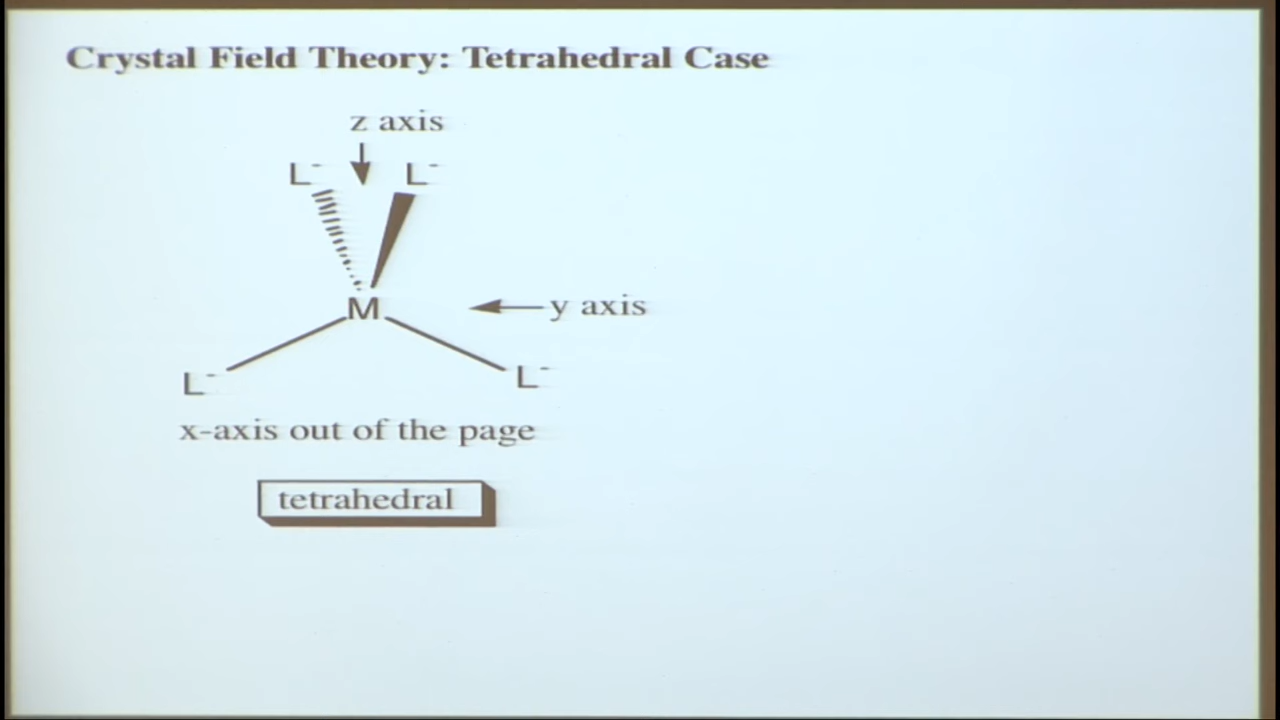 Crystal Field Theory: Tetrahedral Case
z axis
L⁻ L⁻
M
y axis
L⁻ L⁻
x-axis out of the page
tetrahedral